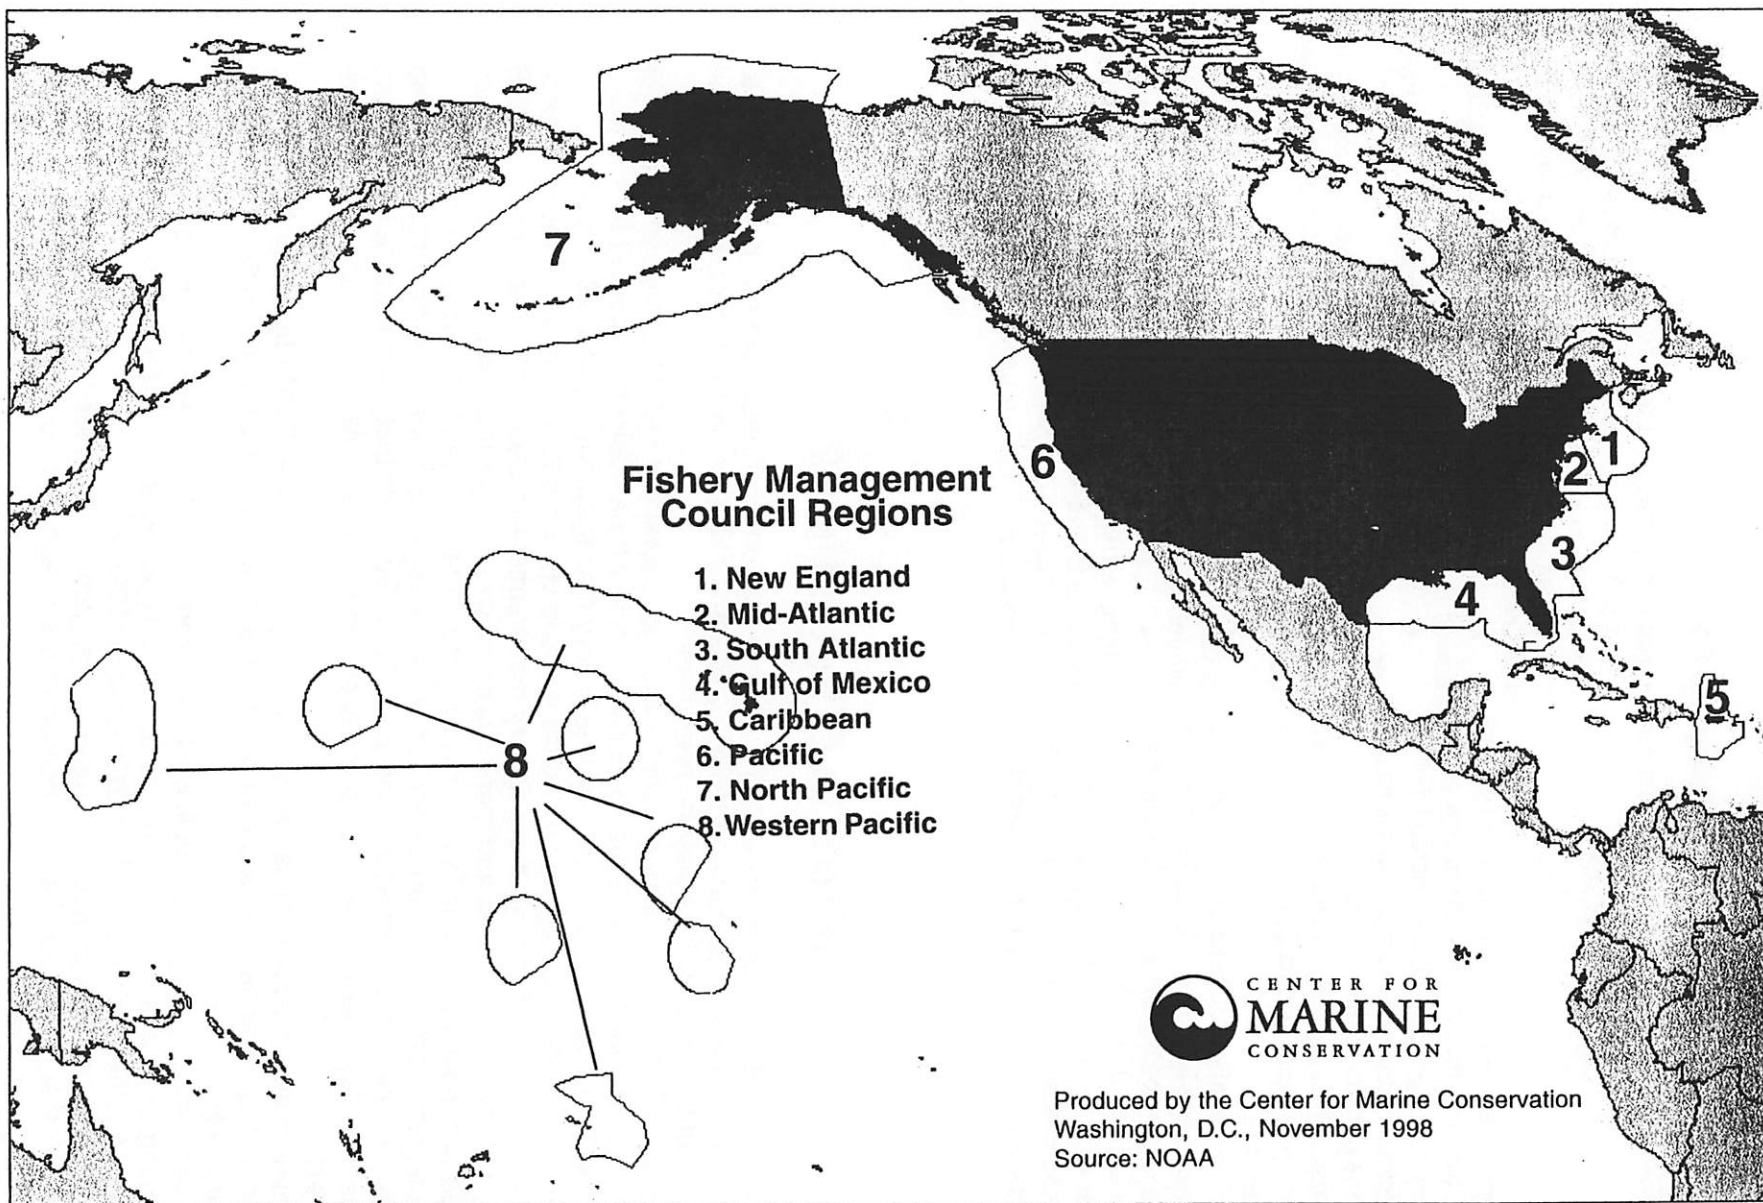 7
6
1
2
3
4
5
8
Fishery Management
Council Regions
1. New England
2. Mid-Atlantic
3. South Atlantic
4. Gulf of Mexico
5. Caribbean
6. Pacific
7. North Pacific
8. Western Pacific
CENTER FOR
MARINE
CONSERVATION
Produced by the Center for Marine Conservation
Washington, D.C., November 1998
Source: NOAA